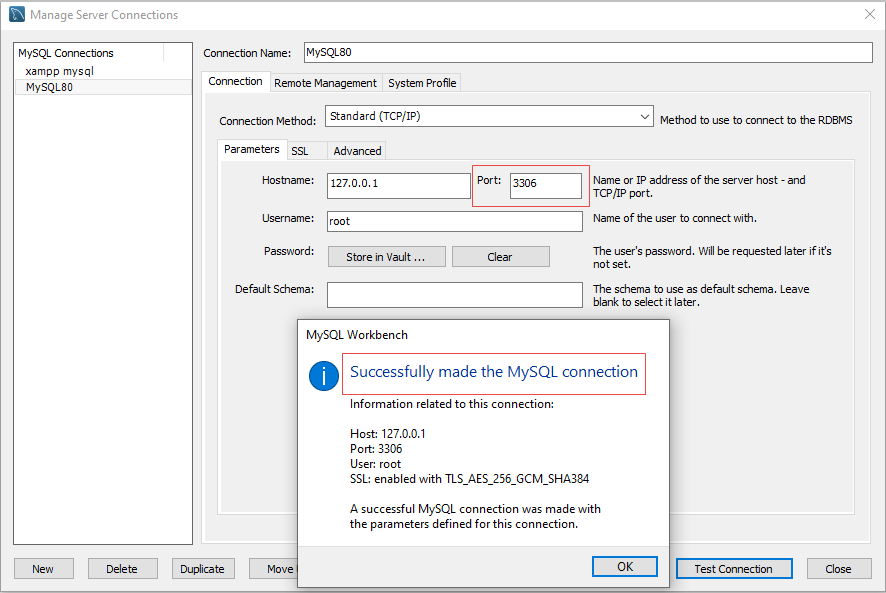 Manage Server Connections
MySQL Connections
xampp mysql
MySQL80
Connection Name: MySQL80
Connection Remote Management System Profile
Connection Method: Standard (TCP/IP) Method to use to connect to the RDBMS
Parameters SSL Advanced
Hostname: 127.0.0.1 Port: 3306 Name or IP address of the server host - and
TCP/IP port.
Username: root Name of the user to connect with.
Password: Store in Vault ... Clear The user's password. Will be requested later if it's
not set.
Default Schema: The schema to use as default schema. Leave
blank to select it later.
MySQL Workbench
Successfully made the MySQL connection
Information related to this connection:
Host: 127.0.0.1
Port: 3306
User: root
SSL: enabled with TLS_AES_256_GCM_SHA384
A successful MySQL connection was made with
the parameters defined for this connection.
OK
New Delete Duplicate Move Test Connection Close